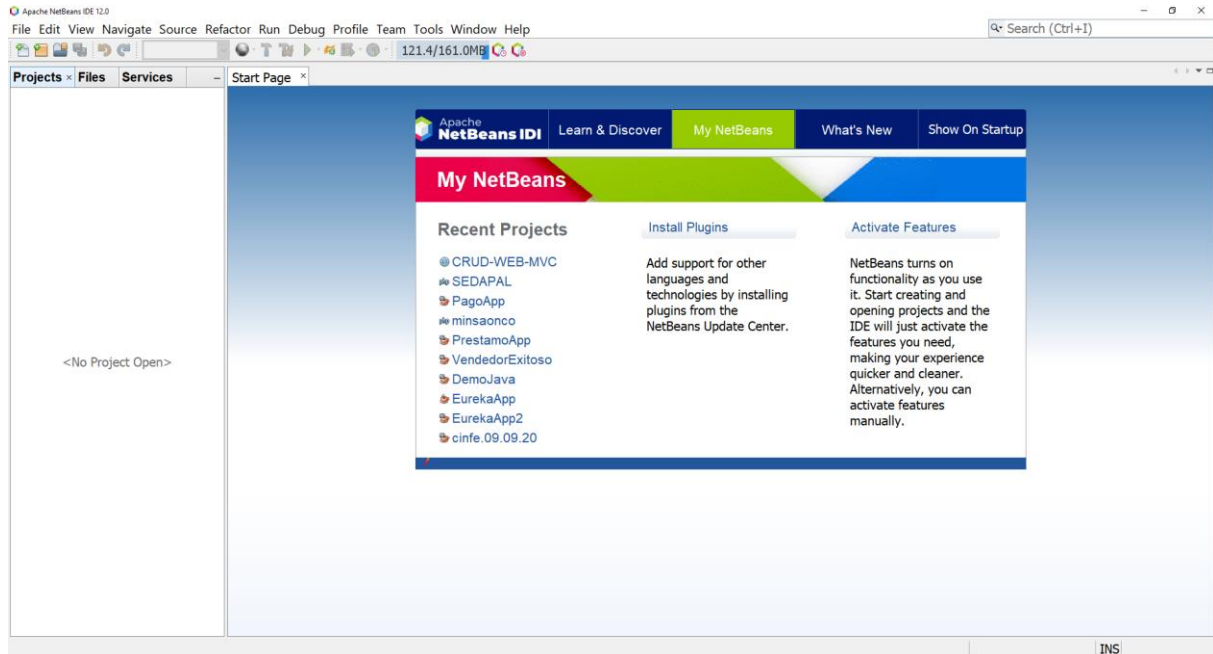 Apache NetBeans IDE 12.0
File Edit View Navigate Source Refactor Run Debug Profile Team Tools Window Help
Search (Ctrl+I)
121.4/161.0MB
Projects Files Services
Start Page
Apache
NetBeans IDI
Learn & Discover
My NetBeans
What's New
Show On Startup
My NetBeans
Recent Projects
CRUD-WEB-MVC
SEDAPAL
PagoApp
minsaonco
PrestamoApp
VendedorExitoso
DemoJava
EurekaApp
EurekaApp2
cinfe.09.09.20
Install Plugins
Add support for other
languages and
technologies by installing
plugins from the
NetBeans Update Center.
Activate Features
NetBeans turns on
functionality as you use
it. Start creating and
opening projects and the
IDE will just activate the
features you need,
making your experience
quicker and cleaner.
Alternatively, you can
activate features
manually.
<No Project Open>
INS